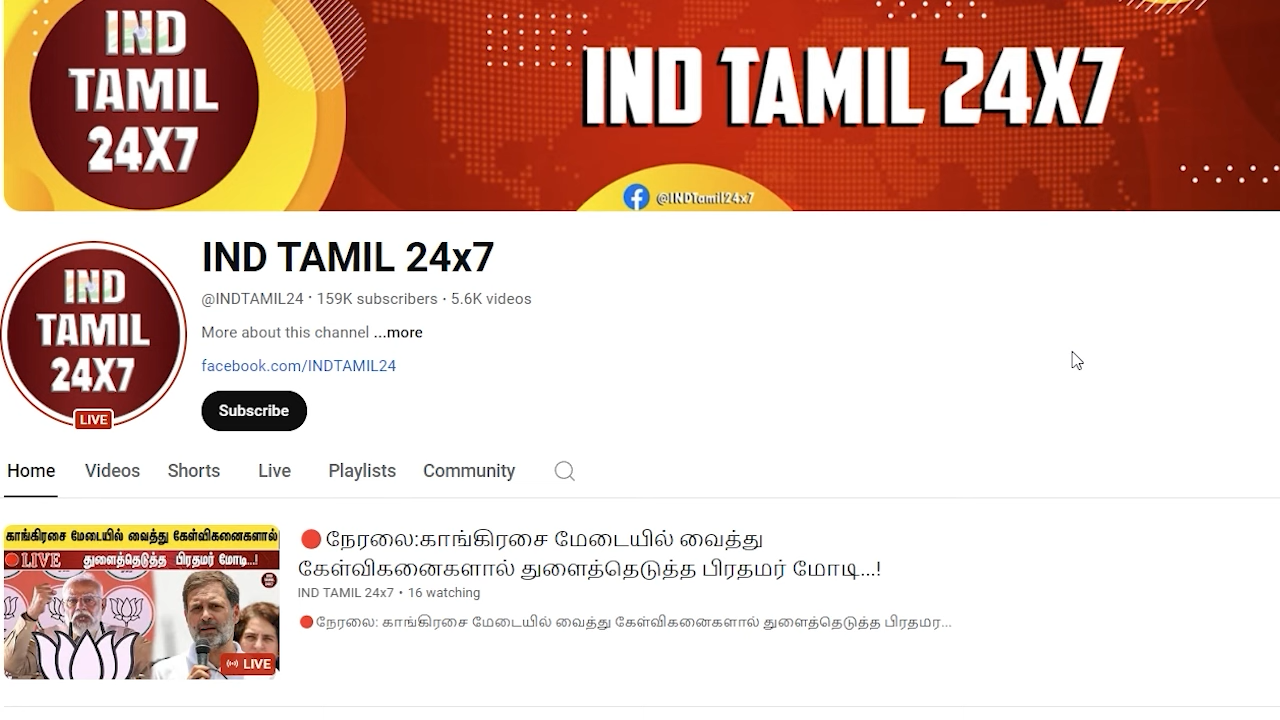 IND
TAMIL
24X7
IND TAMIL 24X7
@INDTamil24x7
IND
TAMIL
24X7
LIVE
IND TAMIL 24x7
@INDTAMIL24 · 159K subscribers · 5.6K videos
More about this channel ...more
facebook.com/INDTAMIL24
Subscribe
Home Videos Shorts Live Playlists Community
காங்கிரசை மேடையில் வைத்து கேள்விகனைகளால்
LIVE துளைத்தெடுத்த பிரதமர் மோடி...!
LIVE
🔴நேரலை:காங்கிரசை மேடையில் வைத்து
கேள்விகனைகளால் துளைத்தெடுத்த பிரதமர் மோடி...!
IND TAMIL 24x7 • 16 watching
🔴நேரலை: காங்கிரசை மேடையில் வைத்து கேள்விகனைகளால் துளைத்தெடுத்த பிரதமர...